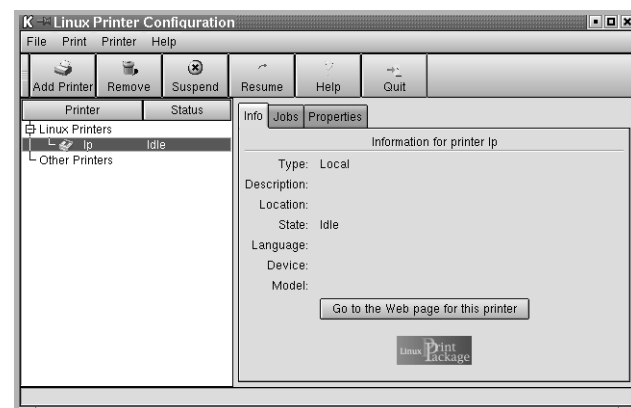 K Linux Printer Configuration
File Print Printer Help
Add Printer Remove Suspend Resume Help Quit
Printer Status
Linux Printers
lp Idle
Other Printers
Info Jobs Properties
Information for printer lp
Type: Local
Description:
Location:
State: Idle
Language:
Device:
Model:
Go to the Web page for this printer
Linux Print Package